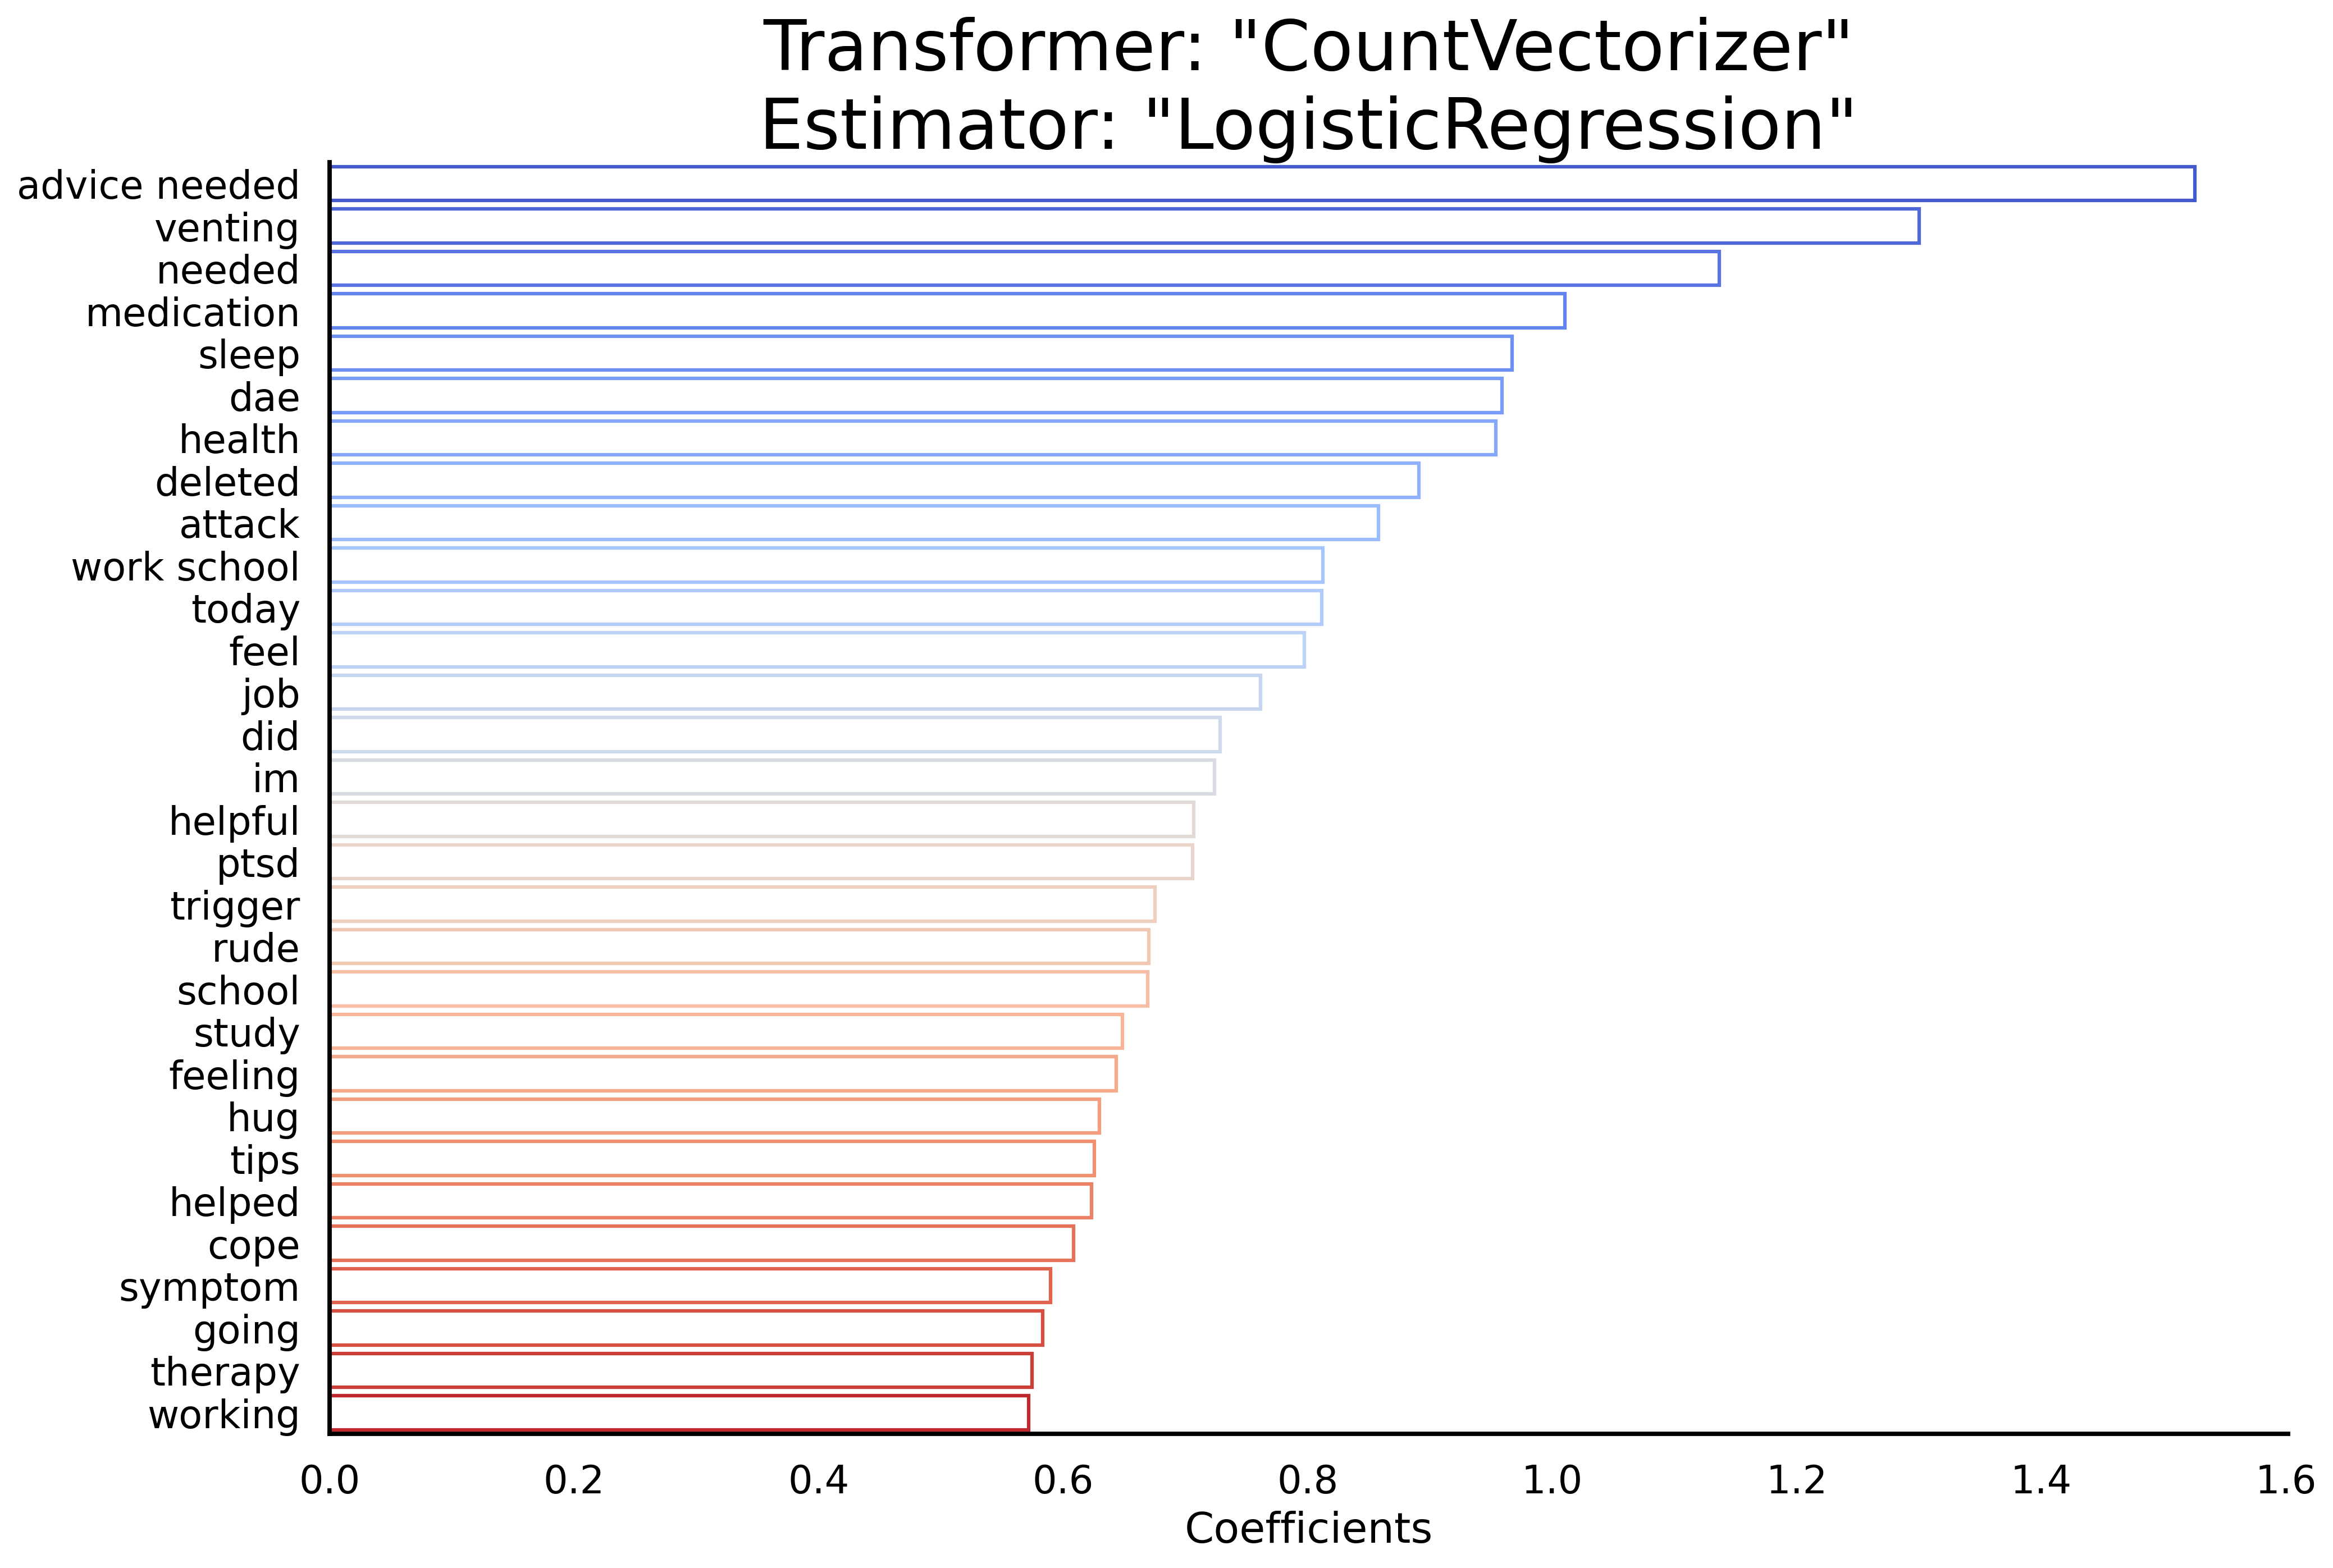 Transformer: "CountVectorizer"
Estimator: "LogisticRegression"
advice needed
venting
needed
medication
sleep
dae
health
deleted
attack
work school
today
feel
job
did
im
helpful
ptsd
trigger
rude
school
study
feeling
hug
tips
helped
cope
symptom
going
therapy
working
0.0 0.2 0.4 0.6 0.8 1.0 1.2 1.4 1.6
Coefficients